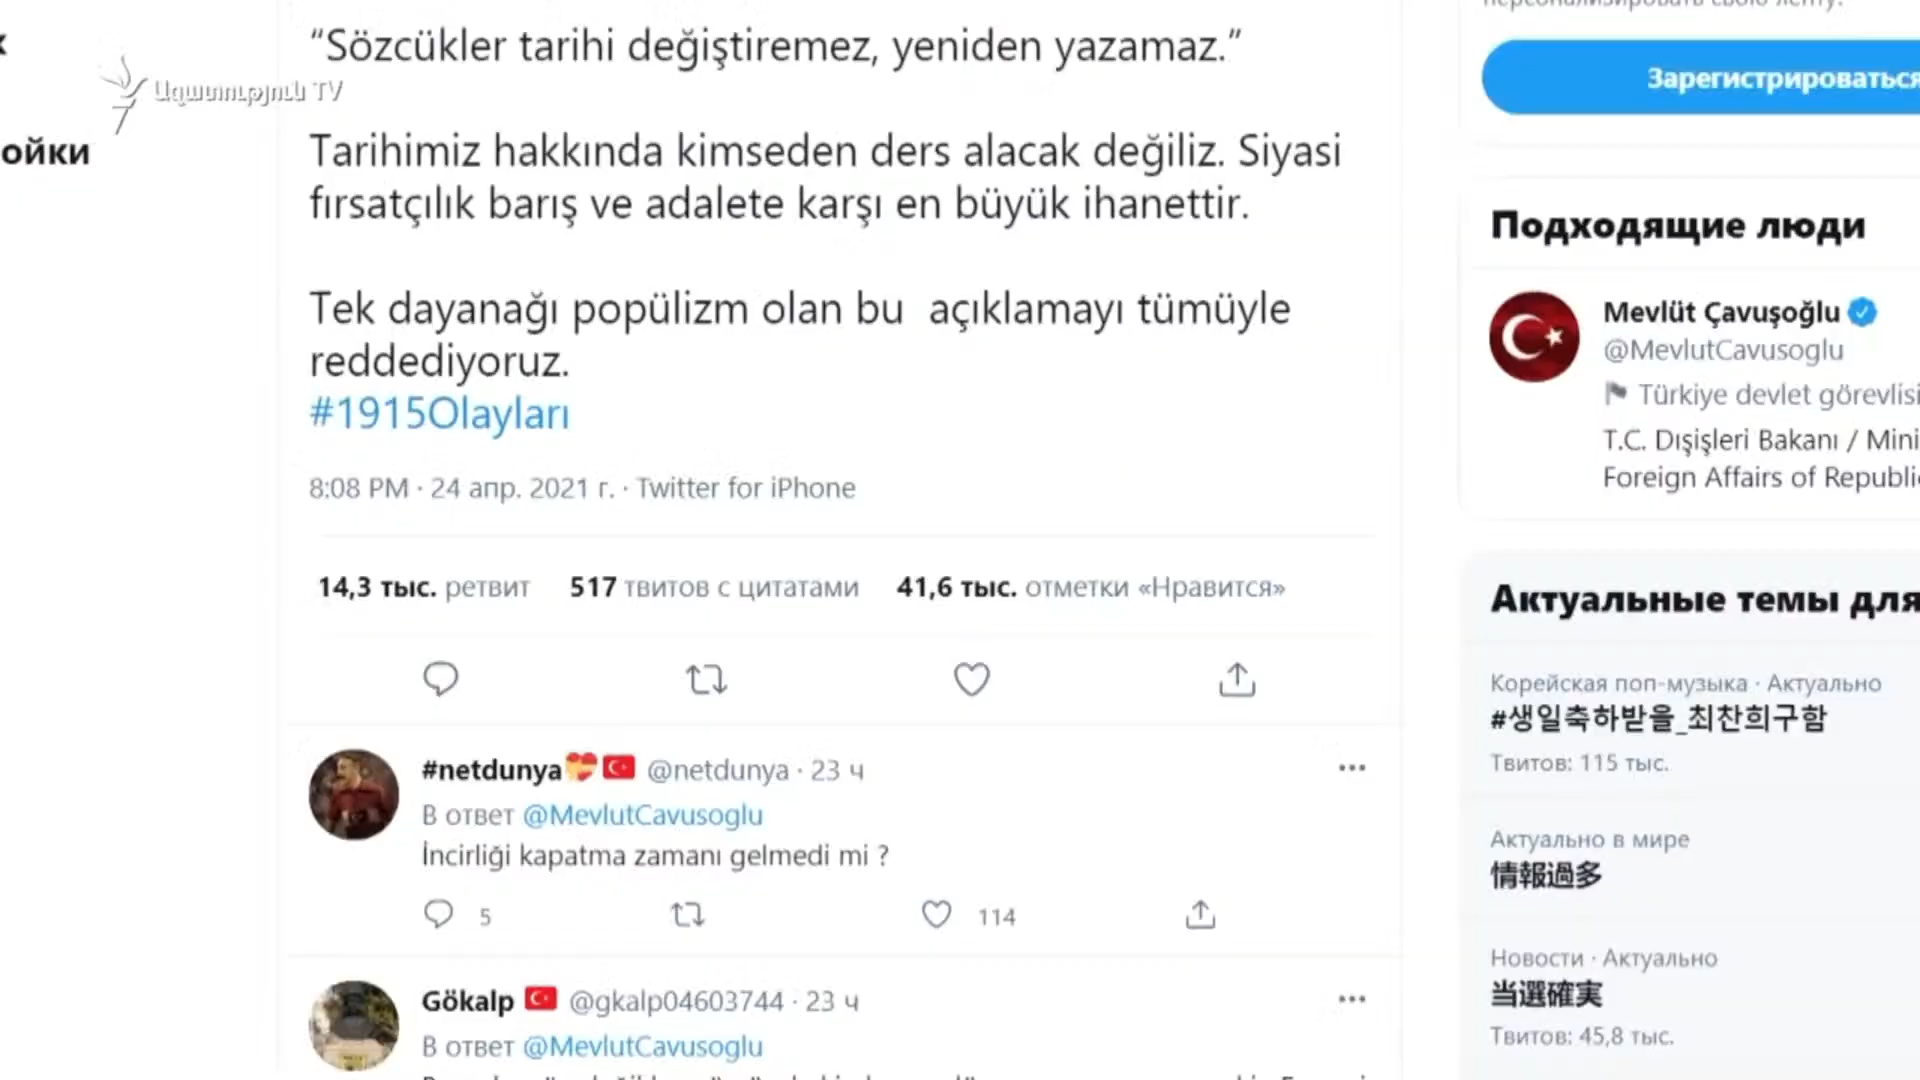 Ազատություն TV
ойки
“Sözcükler tarihi değiştiremez, yeniden yazamaz.”
Tarihimiz hakkında kimseden ders alacak değiliz. Siyasi
fırsatçılık barış ve adalete karşı en büyük ihanettir.
Tek dayanağı popülizm olan bu açıklamayı tümüyle
reddediyoruz.
#1915Olayları
8:08 PM · 24 апр. 2021 г. · Twitter for iPhone
14,3 тыс. ретвит 517 твитов с цитатами 41,6 тыс. отметки «Нравится»
#netdunya @netdunya · 23 ч
В ответ @MevlutCavusoglu
İncirliği kapatma zamanı gelmedi mi ?
5 114
Gökalp @gkalp04603744 · 23 ч
В ответ @MevlutCavusoglu
персонализировать свою ленту.
Зарегистрироваться
Подходящие люди
Mevlüt Çavuşoğlu
@MevlutCavusoglu
Türkiye devlet görevlisi
T.C. Dışişleri Bakanı / Mini
Foreign Affairs of Republi
Актуальные темы для
Корейская поп-музыка · Актуально
#생일축하받을_최찬희구함
Твитов: 115 тыс.
Актуально в мире
情報過多
Новости · Актуально
当選確実
Твитов: 45,8 тыс.